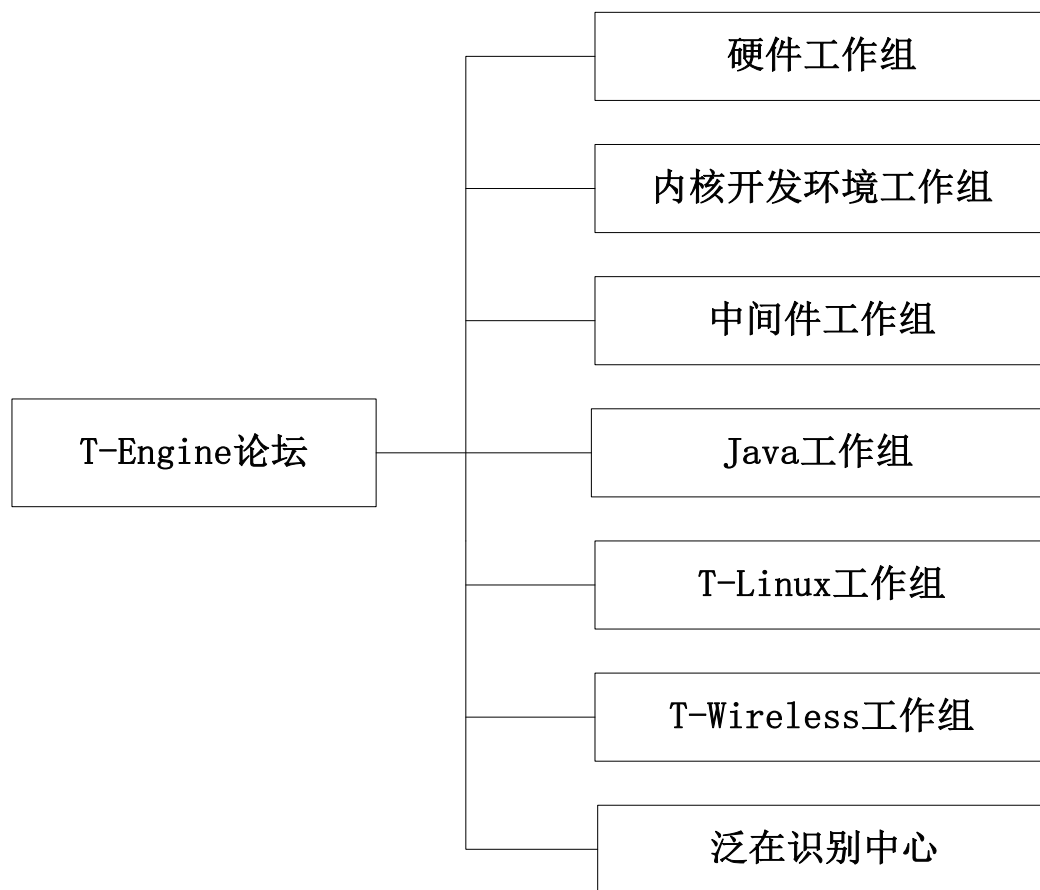 硬件工作组
内核开发环境工作组
中间件工作组
T-Engine论坛
Java工作组
T-Linux工作组
T-Wireless工作组
泛在识别中心